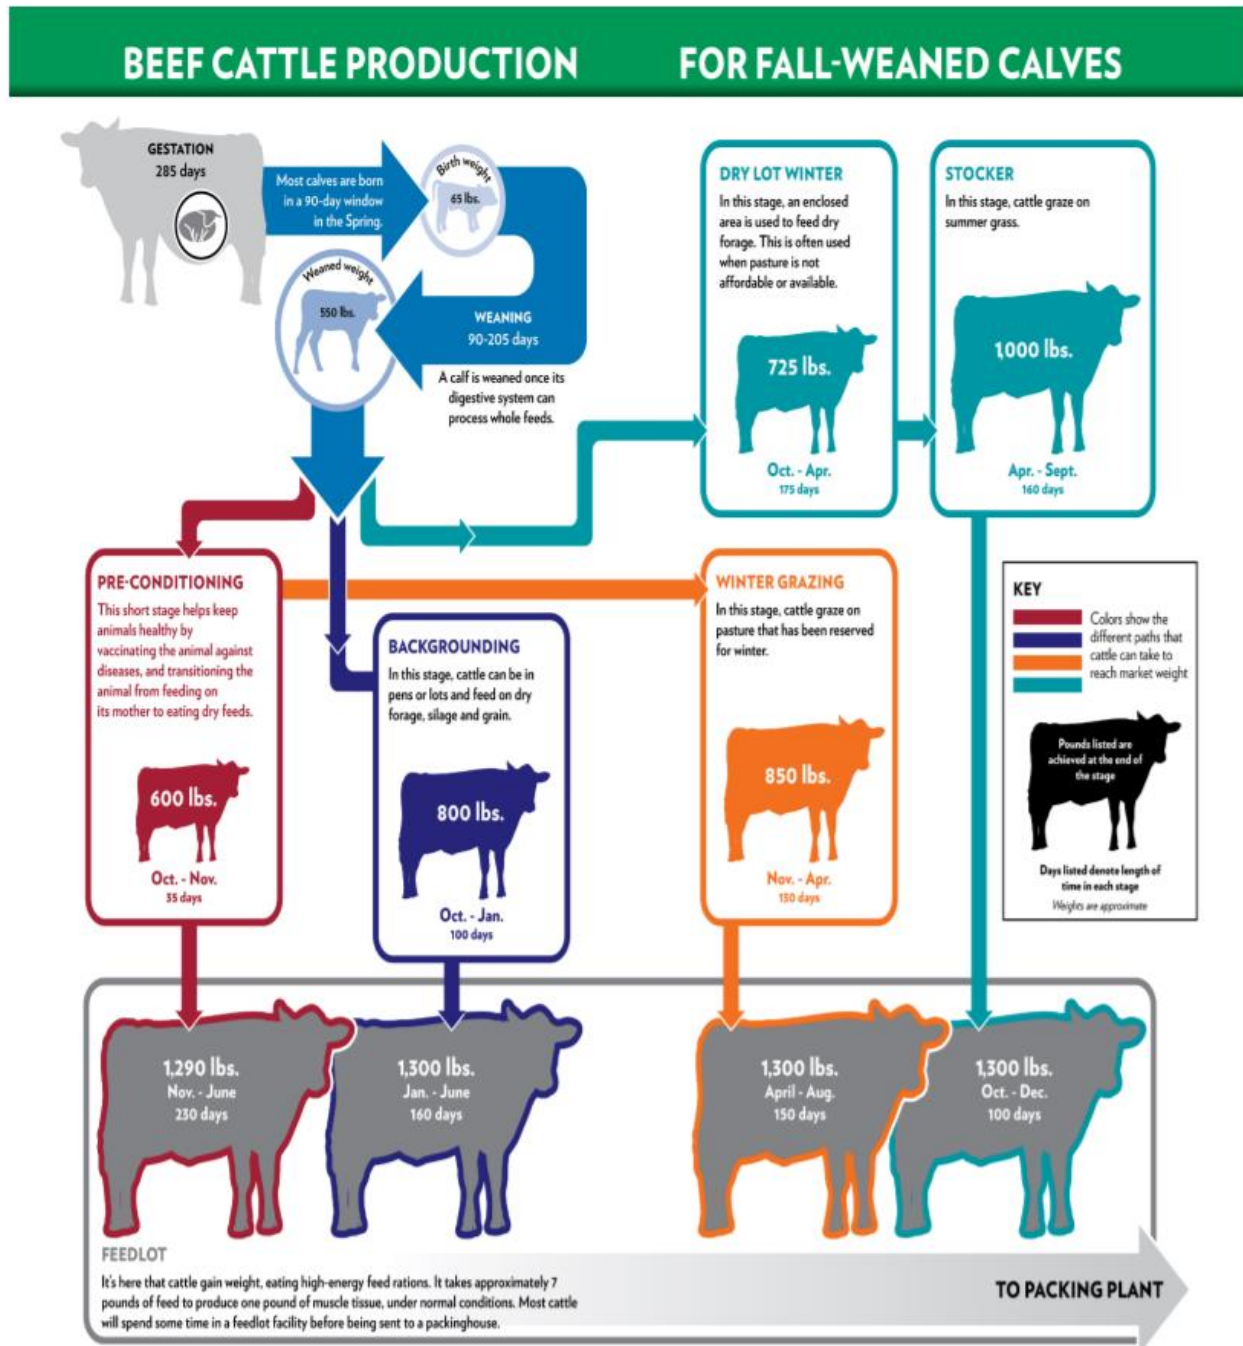 BEEF CATTLE PRODUCTION FOR FALL-WEANED CALVES
GESTATION
285 days
Most calves are born
in a 90-day window
in the Spring.
Birth weight
65 lbs.
WEANING
90-205 days
A calf is weaned once its
digestive system can
process whole feeds.
Weaned weight
550 lbs.
DRY LOT WINTER
In this stage, an enclosed
area is used to feed dry
forage. This is often used
when pasture is not
affordable or available.
725 lbs.
Oct. - Apr.
175 days
STOCKER
In this stage, cattle graze on
summer grass.
1,000 lbs.
Apr. - Sept.
160 days
PRE-CONDITIONING
This short stage helps keep
animals healthy by
vaccinating the animal against
diseases, and transitioning the
animal from feeding on
its mother to eating dry feeds.
600 lbs.
Oct. - Nov.
35 days
BACKGROUNDING
In this stage, cattle can be in
pens or lots and feed on dry
forage, silage and grain.
800 lbs.
Oct. - Jan.
100 days
WINTER GRAZING
In this stage, cattle graze on
pasture that has been reserved
for winter.
850 lbs.
Nov. - Apr.
150 days
KEY
Colors show the
different paths that
cattle can take to
reach market weight
Pounds listed are
achieved at the end of
the stage
Days listed denote length of
time in each stage
Weights are approximate
1,290 lbs.
Nov. - June
230 days
1,300 lbs.
Jan. - June
160 days
1,300 lbs.
April - Aug.
150 days
1,300 lbs.
Oct. - Dec.
100 days
FEEDLOT
It's here that cattle gain weight, eating high-energy feed rations. It takes approximately 7
pounds of feed to produce one pound of muscle tissue, under normal conditions. Most cattle
will spend some time in a feedlot facility before being sent to a packinghouse.
TO PACKING PLANT